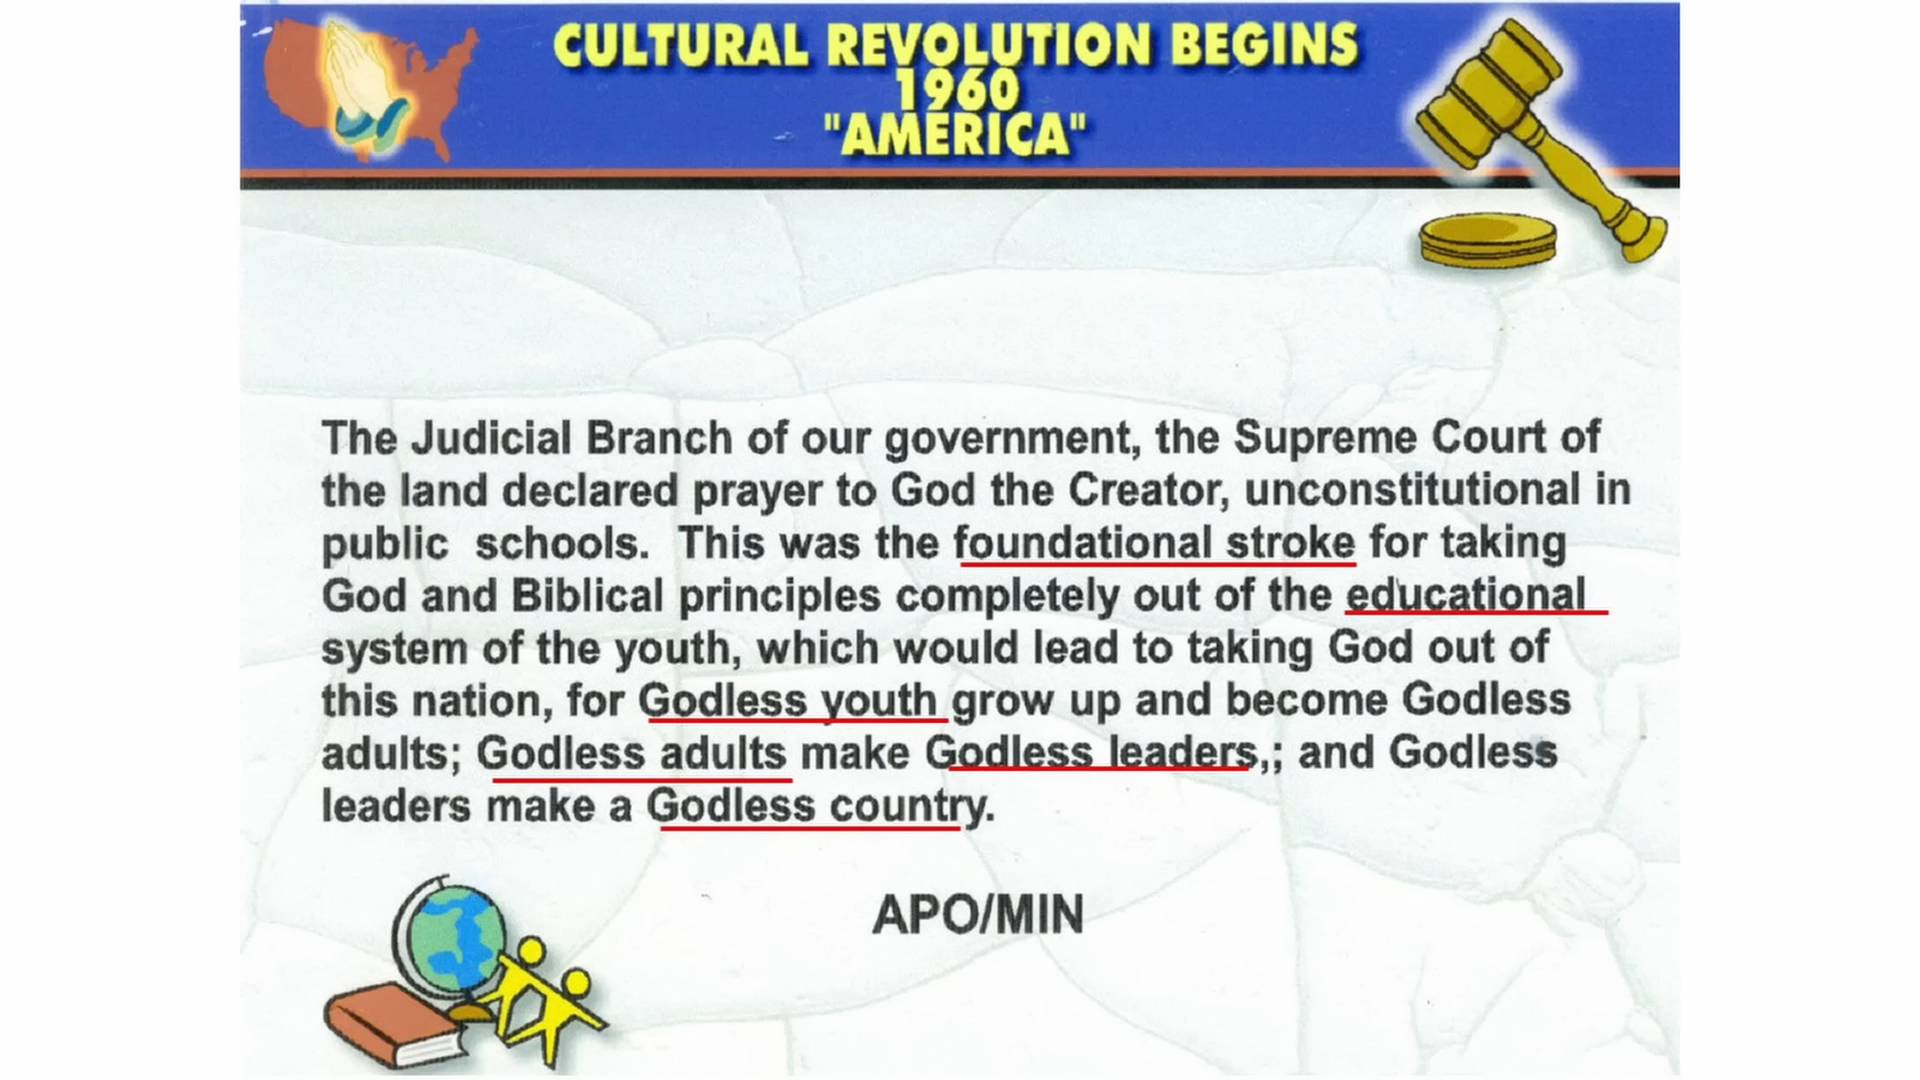 CULTURAL REVOLUTION BEGINS
1960
"AMERICA"
The Judicial Branch of our government, the Supreme Court of
the land declared prayer to God the Creator, unconstitutional in
public schools. This was the foundational stroke for taking
God and Biblical principles completely out of the educational
system of the youth, which would lead to taking God out of
this nation, for Godless youth grow up and become Godless
adults; Godless adults make Godless leaders,; and Godless
leaders make a Godless country.
APO/MIN